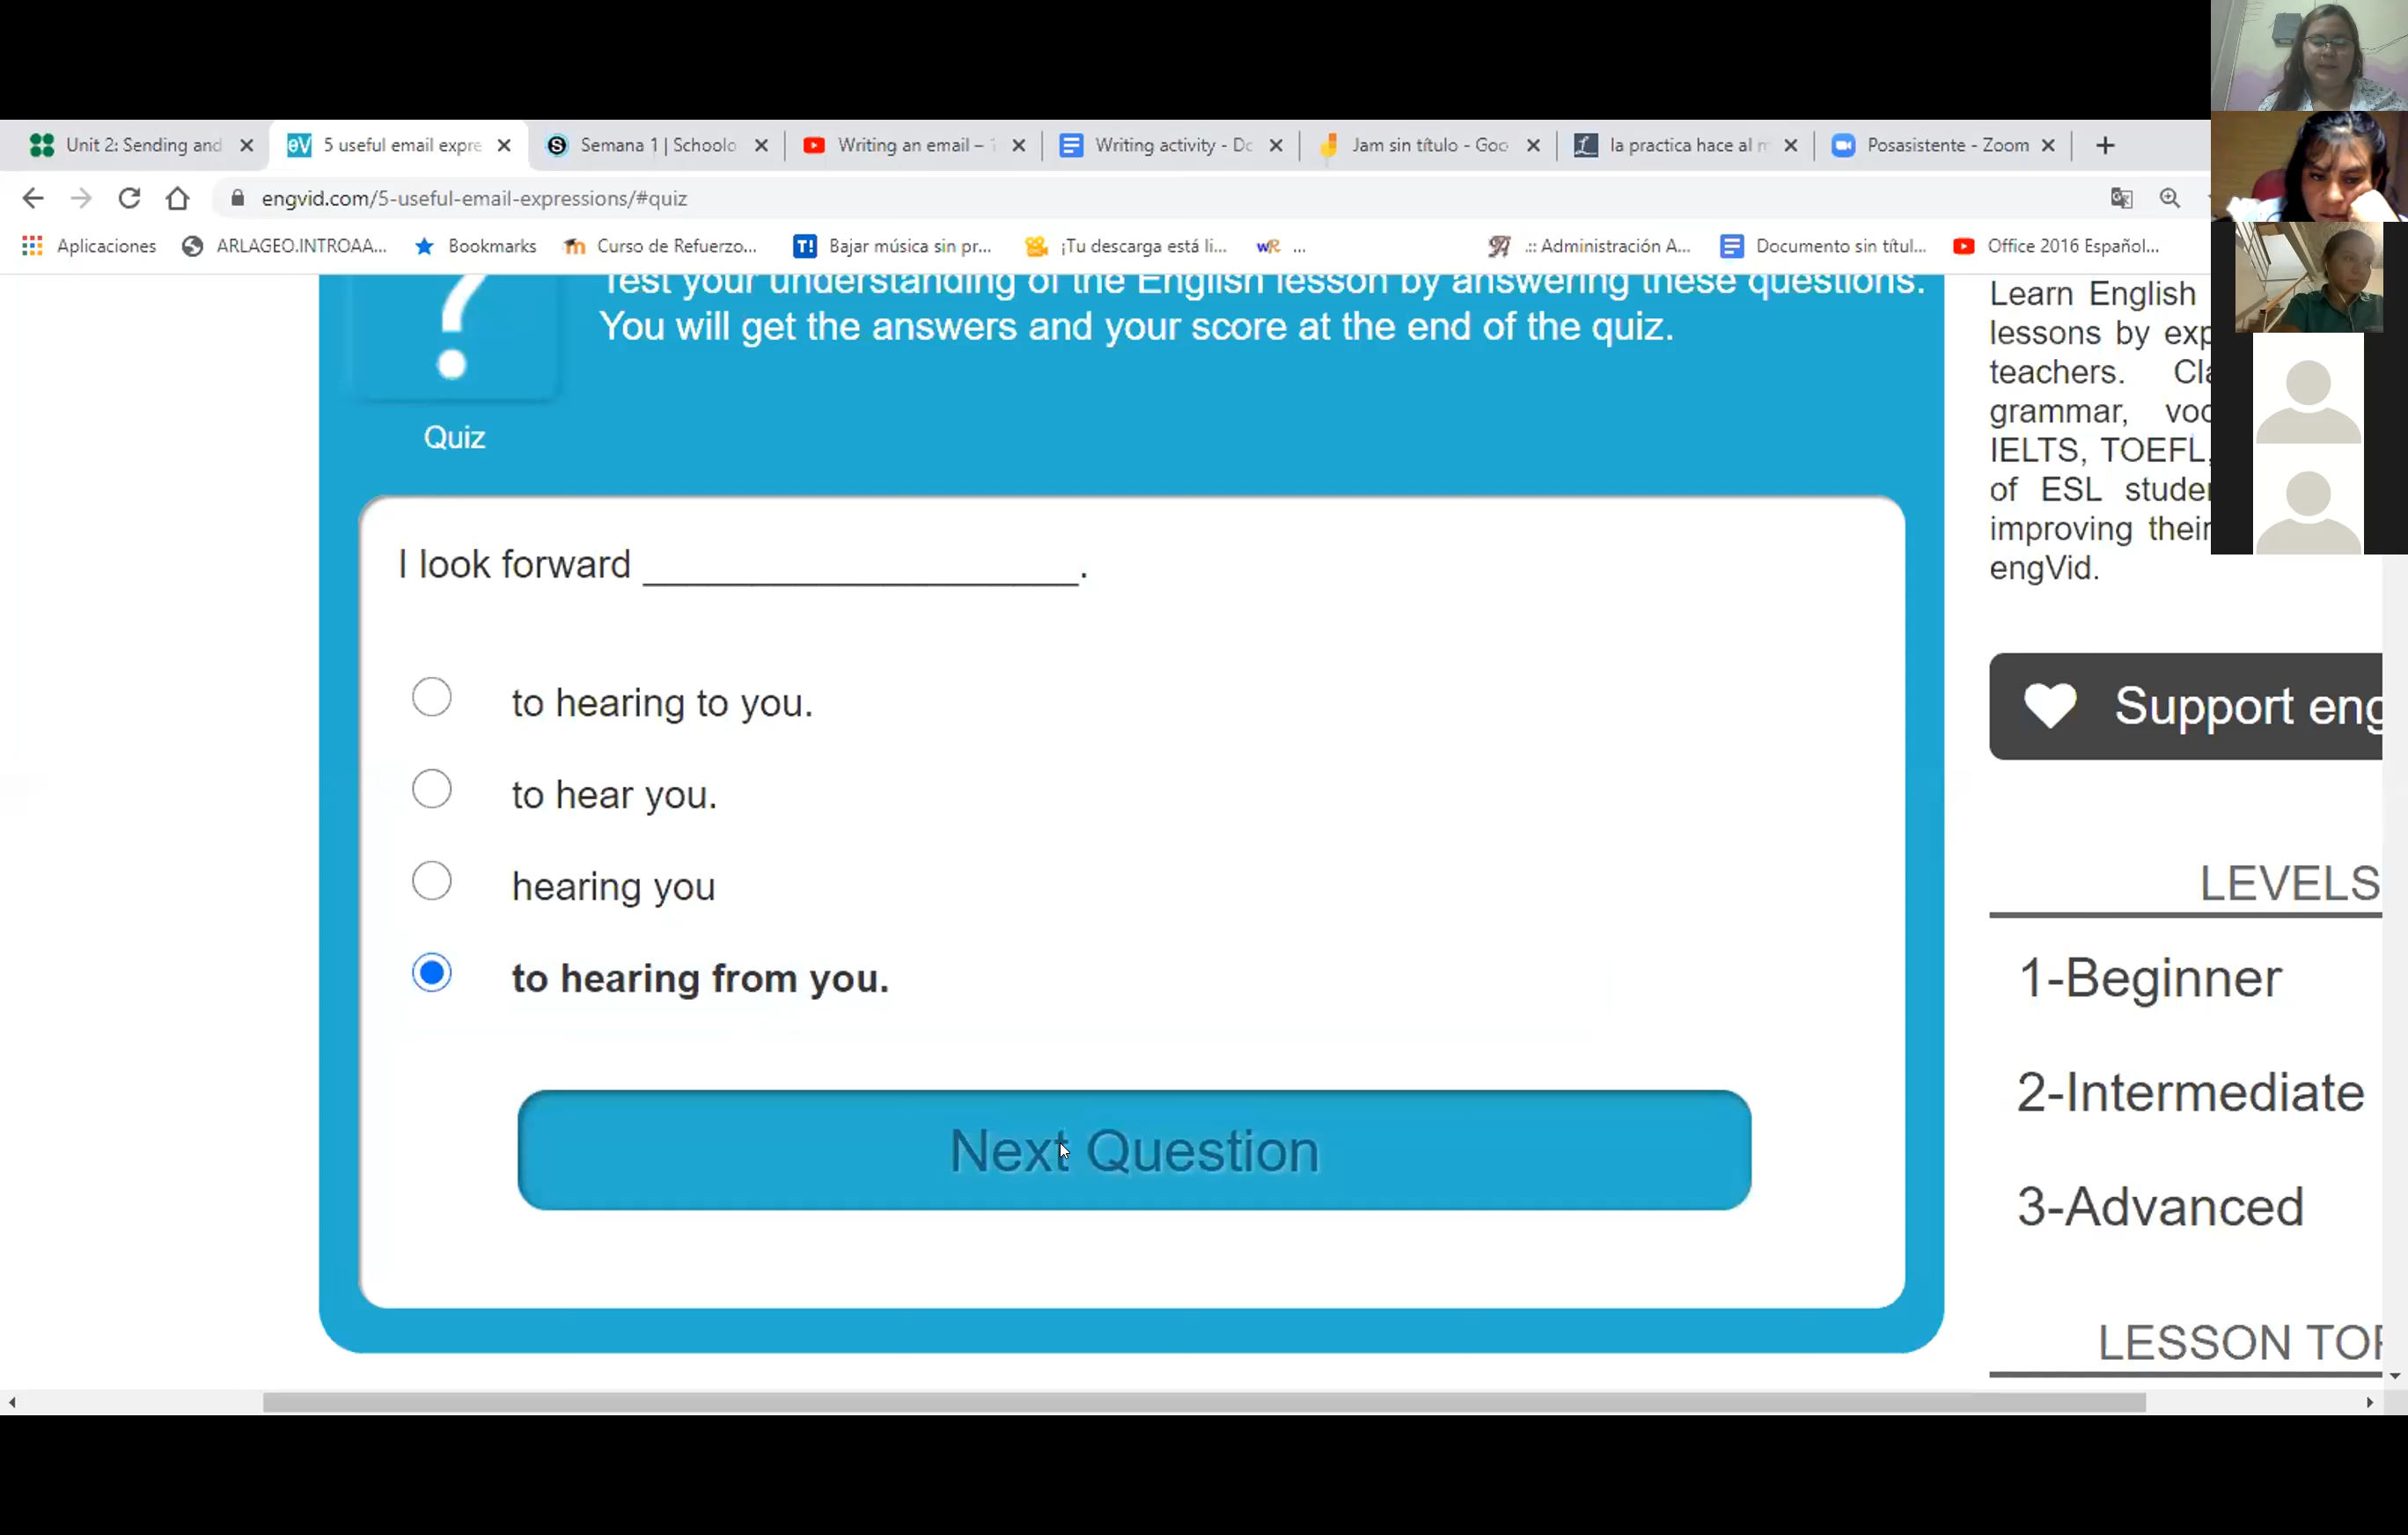 Unit 2: Sending and
5 useful email expre
Semana 1 | Schoolo
Writing an email –
Writing activity - Do
Jam sin título - Goo
la practica hace al m
Posasistente - Zoom
engvid.com/5-useful-email-expressions/#quiz
Aplicaciones
ARLAGEO.INTROAA...
Bookmarks
Curso de Refuerzo...
T! Bajar música sin pr...
¡Tu descarga está li...
wR ...
.:: Administración A...
Documento sin títul...
Office 2016 Español...
Test your understanding of the English lesson by answering these questions.
You will get the answers and your score at the end of the quiz.
?
Quiz
I look forward ____________________.
to hearing to you.
to hear you.
hearing you
to hearing from you.
Next Question
Learn English
lessons by exp
teachers. Cla
grammar, voc
IELTS, TOEFL,
of ESL studen
improving their
engVid.
Support eng
LEVELS
1-Beginner
2-Intermediate
3-Advanced
LESSON TOP